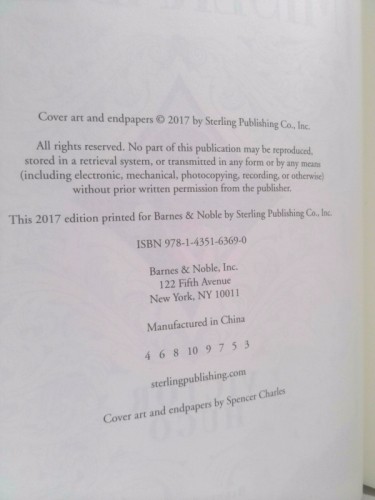 Cover art and endpapers © 2017 by Sterling Publishing Co., Inc.
All rights reserved. No part of this publication may be reproduced,
stored in a retrieval system, or transmitted in any form or by any means
(including electronic, mechanical, photocopying, recording, or otherwise)
without prior written permission from the publisher.
This 2017 edition printed for Barnes & Noble by Sterling Publishing Co., Inc.
ISBN 978-1-4351-6369-0
Barnes & Noble, Inc.
122 Fifth Avenue
New York, NY 10011
Manufactured in China
4 6 8 10 9 7 5 3
sterlingpublishing.com
Cover art and endpapers by Spencer Charles